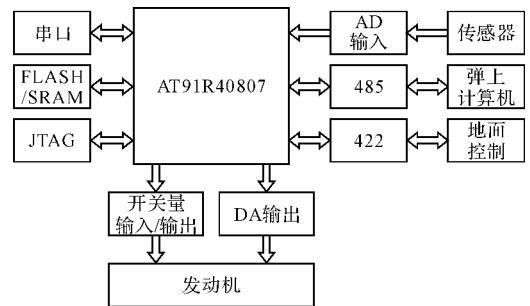 串口
FLASH
/SRAM
JTAG
AT91R40807
AD
输入
传感器
485
弹上
计算机
422
地面
控制
开关量
输入/输出
DA输出
发动机